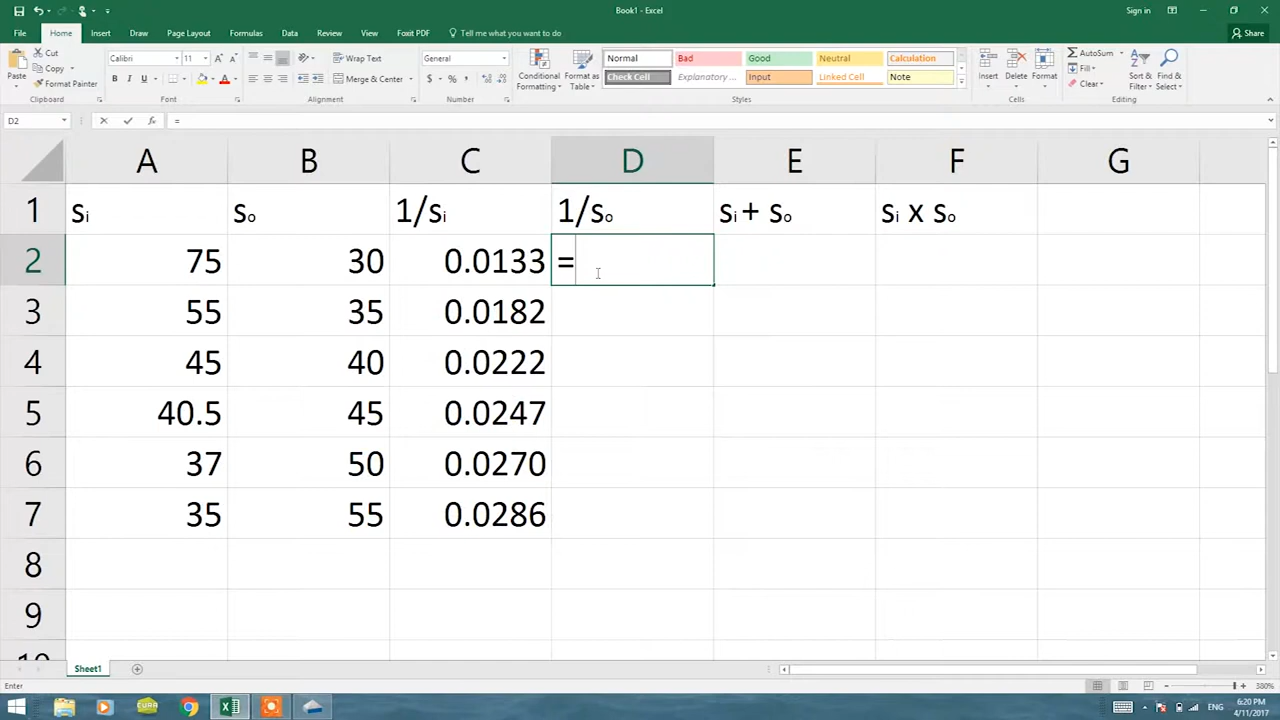 Book1 - Excel
Sign in
File Home Insert Draw Page Layout Formulas Data Review View Foxit PDF Tell me what you want to do Share
Paste Cut Copy Format Painter Clipboard
Calibri 11 B I U Font
Wrap Text Merge & Center Alignment
General $ % Number
Conditional Formatting Format as Table
Normal Bad Good Neutral Calculation
Check Cell Explanatory ... Input Linked Cell Note
Styles
Insert Delete Format Cells
AutoSum Fill Clear Sort & Filter Find & Select Editing
D2 fx =
A B C D E F G
1 si so 1/si 1/so si + so si x so
2 75 30 0.0133 =
3 55 35 0.0182
4 45 40 0.0222
5 40.5 45 0.0247
6 37 50 0.0270
7 35 55 0.0286
8
9
10
Sheet1
Enter 380%
CURA ENG 6:20 PM
4/11/2017